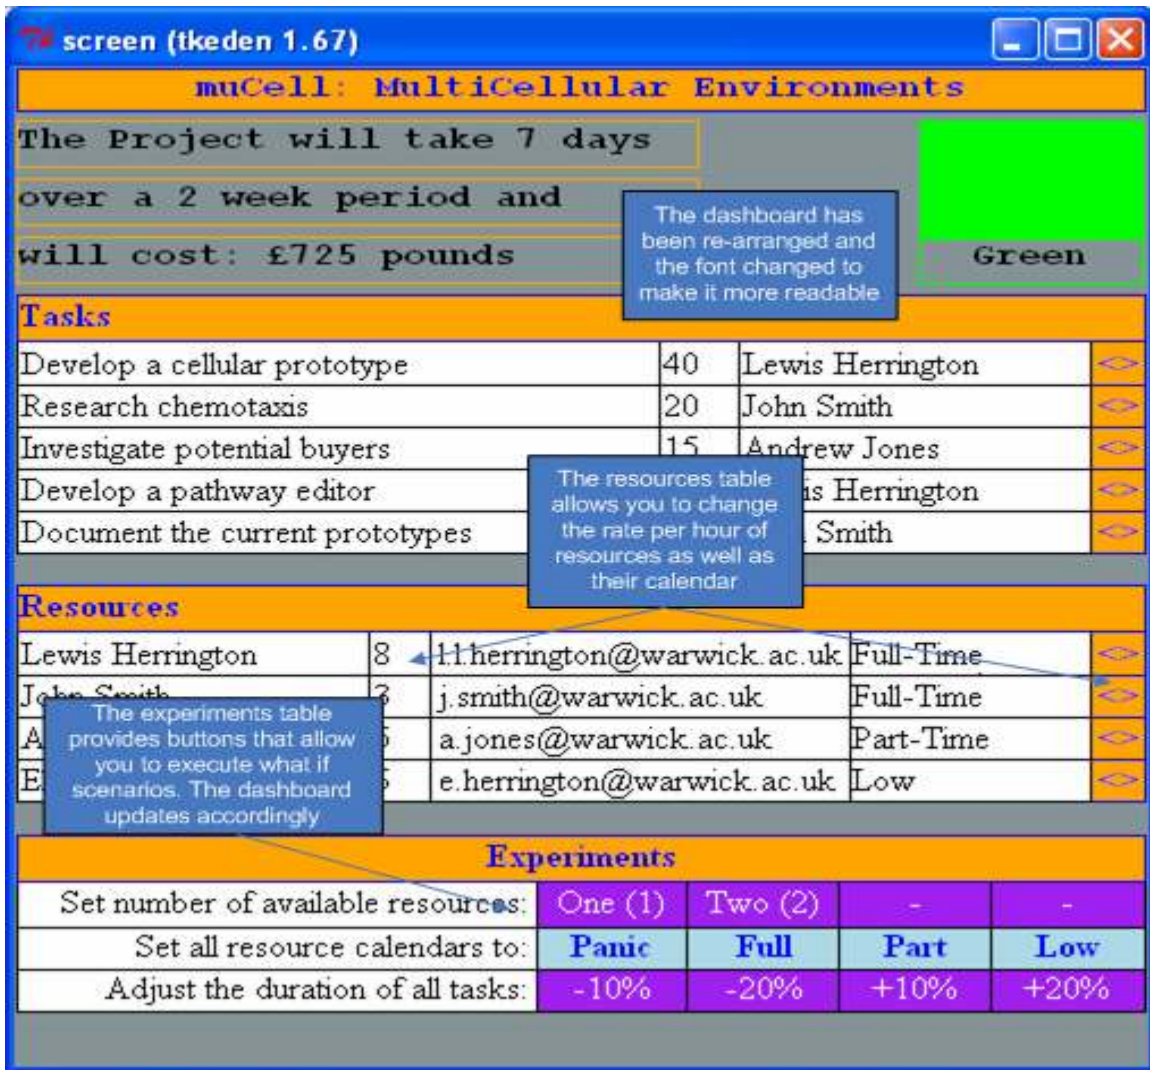 screen (tkeden 1.67)
muCell: MultiCellular Environments
The Project will take 7 days
over a 2 week period and
will cost: £725 pounds
Green
The dashboard has
been re-arranged and
the font changed to
make it more readable
Tasks
Develop a cellular prototype 40 Lewis Herrington <>
Research chemotaxis 20 John Smith <>
Investigate potential buyers 15 Andrew Jones <>
Develop a pathway editor Herrington <>
Document the current prototypes Smith <>
The resources table
allows you to change
the rate per hour of
resources as well as
their calendar
Resources
Lewis Herrington 8 l.l.herrington@warwick.ac.uk Full-Time <>
John Smith j.smith@warwick.ac.uk Full-Time <>
a.jones@warwick.ac.uk Part-Time <>
e.herrington@warwick.ac.uk Low <>
The experiments table
provides buttons that allow
you to execute what if
scenarios. The dashboard
updates accordingly
Experiments
Set number of available resources: One (1) Two (2) - -
Set all resource calendars to: Panic Full Part Low
Adjust the duration of all tasks: -10% -20% +10% +20%